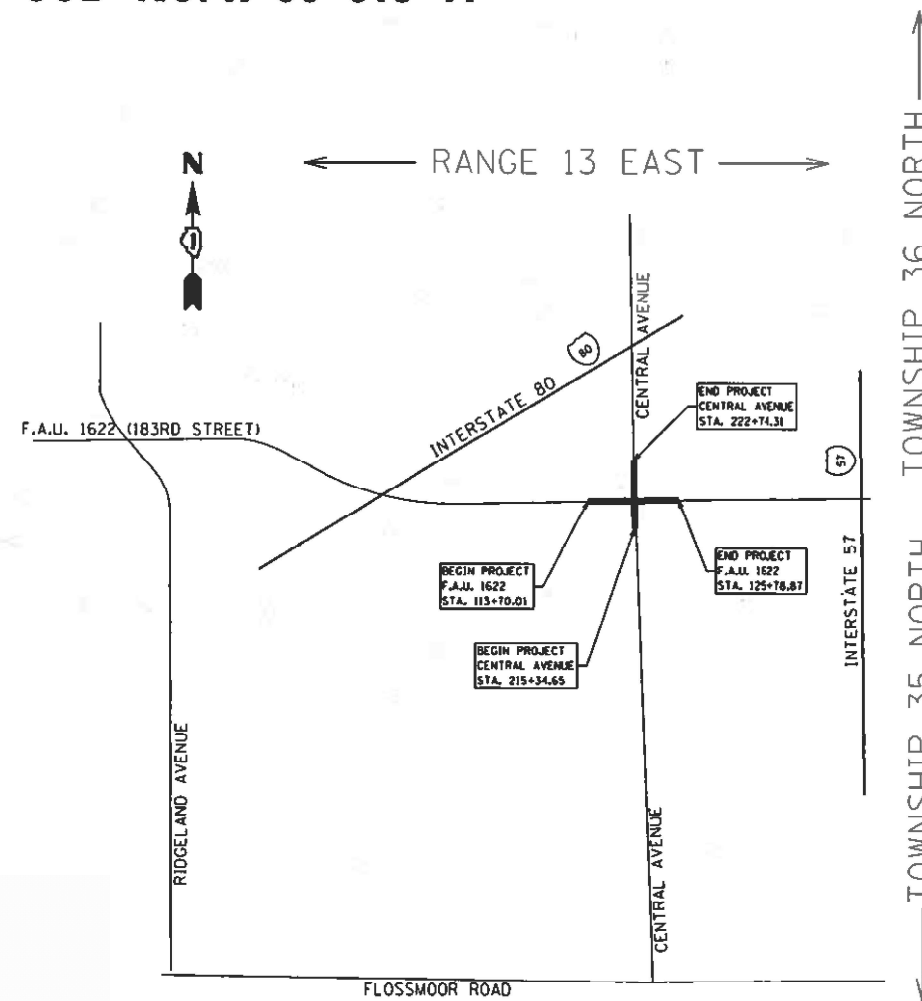 N
RANGE 13 EAST
TOWNSHIP 36 NORTH
CENTRAL AVENUE
80
INTERSTATE 80
END PROJECT
CENTRAL AVENUE
STA. 222+74.31
F.A.U. 1622 (183RD STREET)
57
BEGIN PROJECT
F.A.U. 1622
STA. 113+70.01
END PROJECT
F.A.U. 1622
STA. 125+78.87
INTERSTATE 57
BEGIN PROJECT
CENTRAL AVENUE
STA. 215+34.65
TOWNSHIP 35 NORTH
RIDGELAND AVENUE
CENTRAL AVENUE
FLOSSMOOR ROAD